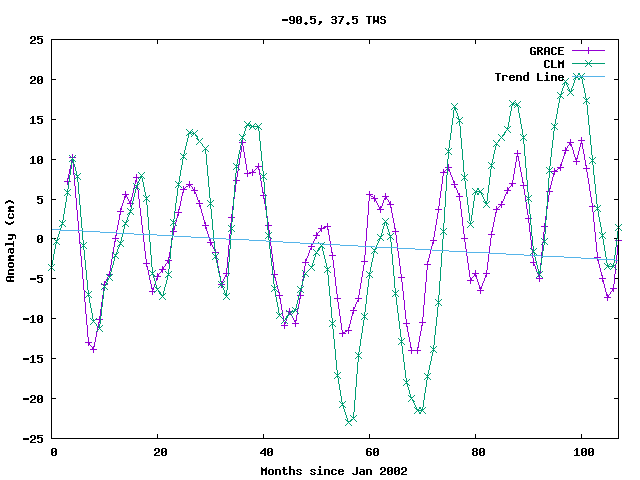 -90.5, 37.5 TWS
GRACE
CLM
Trend Line
25
20
15
10
5
0
-5
-10
-15
-20
-25
Anomaly (cm)
0 20 40 60 80 100
Months since Jan 2002